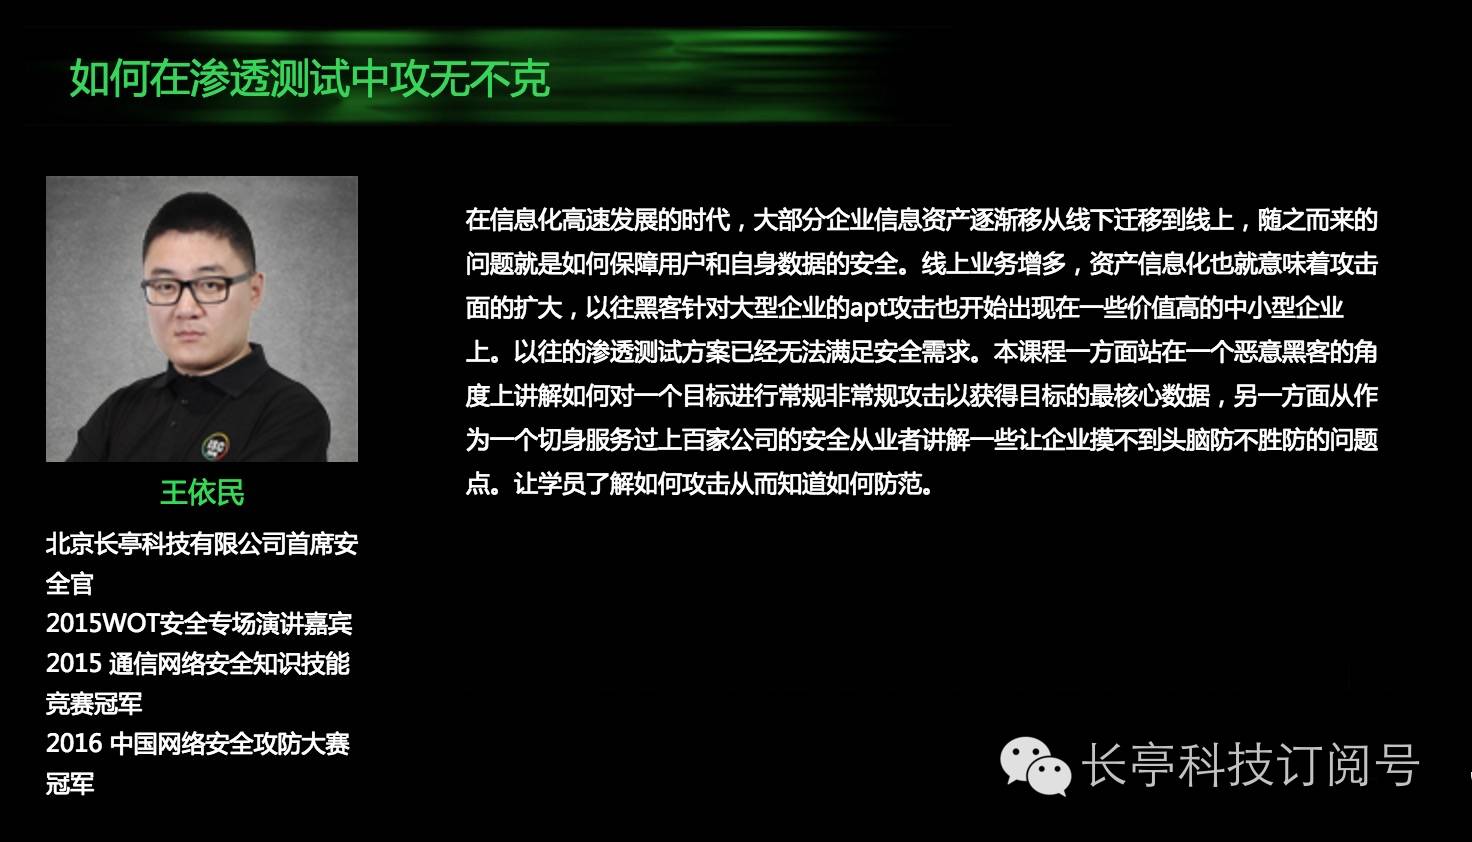 如何在渗透测试中攻无不克
王依民
北京长亭科技有限公司首席安
全官
2015WOT安全专场演讲嘉宾
2015 通信网络安全知识技能
竞赛冠军
2016 中国网络安全攻防大赛
冠军
在信息化高速发展的时代，大部分企业信息资产逐渐移从线下迁移到线上，随之而来的
问题就是如何保障用户和自身数据的安全。线上业务增多，资产信息化也就意味着攻击
面的扩大，以往黑客针对大型企业的apt攻击也开始出现在一些价值高的中小型企业
上。以往的渗透测试方案已经无法满足安全需求。本课程一方面站在一个恶意黑客的角
度上讲解如何对一个目标进行常规非常规攻击以获得目标的最核心数据，另一方面从作
为一个切身服务过上百家公司的安全从业者讲解一些让企业摸不到头脑防不胜防的问题
点。让学员了解如何攻击从而知道如何防范。
长亭科技订阅号